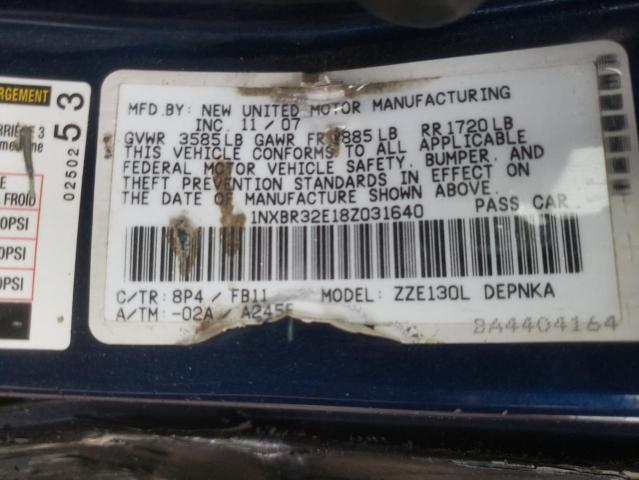 RGEMENT
53
02502
MFD.BY: NEW UNITED MOTOR MANUFACTURING
INC 11/07
GVWR 3585LB GAWR FR 1885LB RR1720LB
THIS VEHICLE CONFORMS TO ALL APPLICABLE
FEDERAL MOTOR VEHICLE SAFETY, BUMPER, AND
THEFT PREVENTION STANDARDS IN EFFECT ON
THE DATE OF MANUFACTURE SHOWN ABOVE.
1NXBR32E18Z031640 PASS CAR
C/TR: 8P4 / FB11 MODEL: ZZE130L DEPNKA
A/TM: -02A / A245E
8A4404164
E
FROID
0PSI
0PSI
0PSI